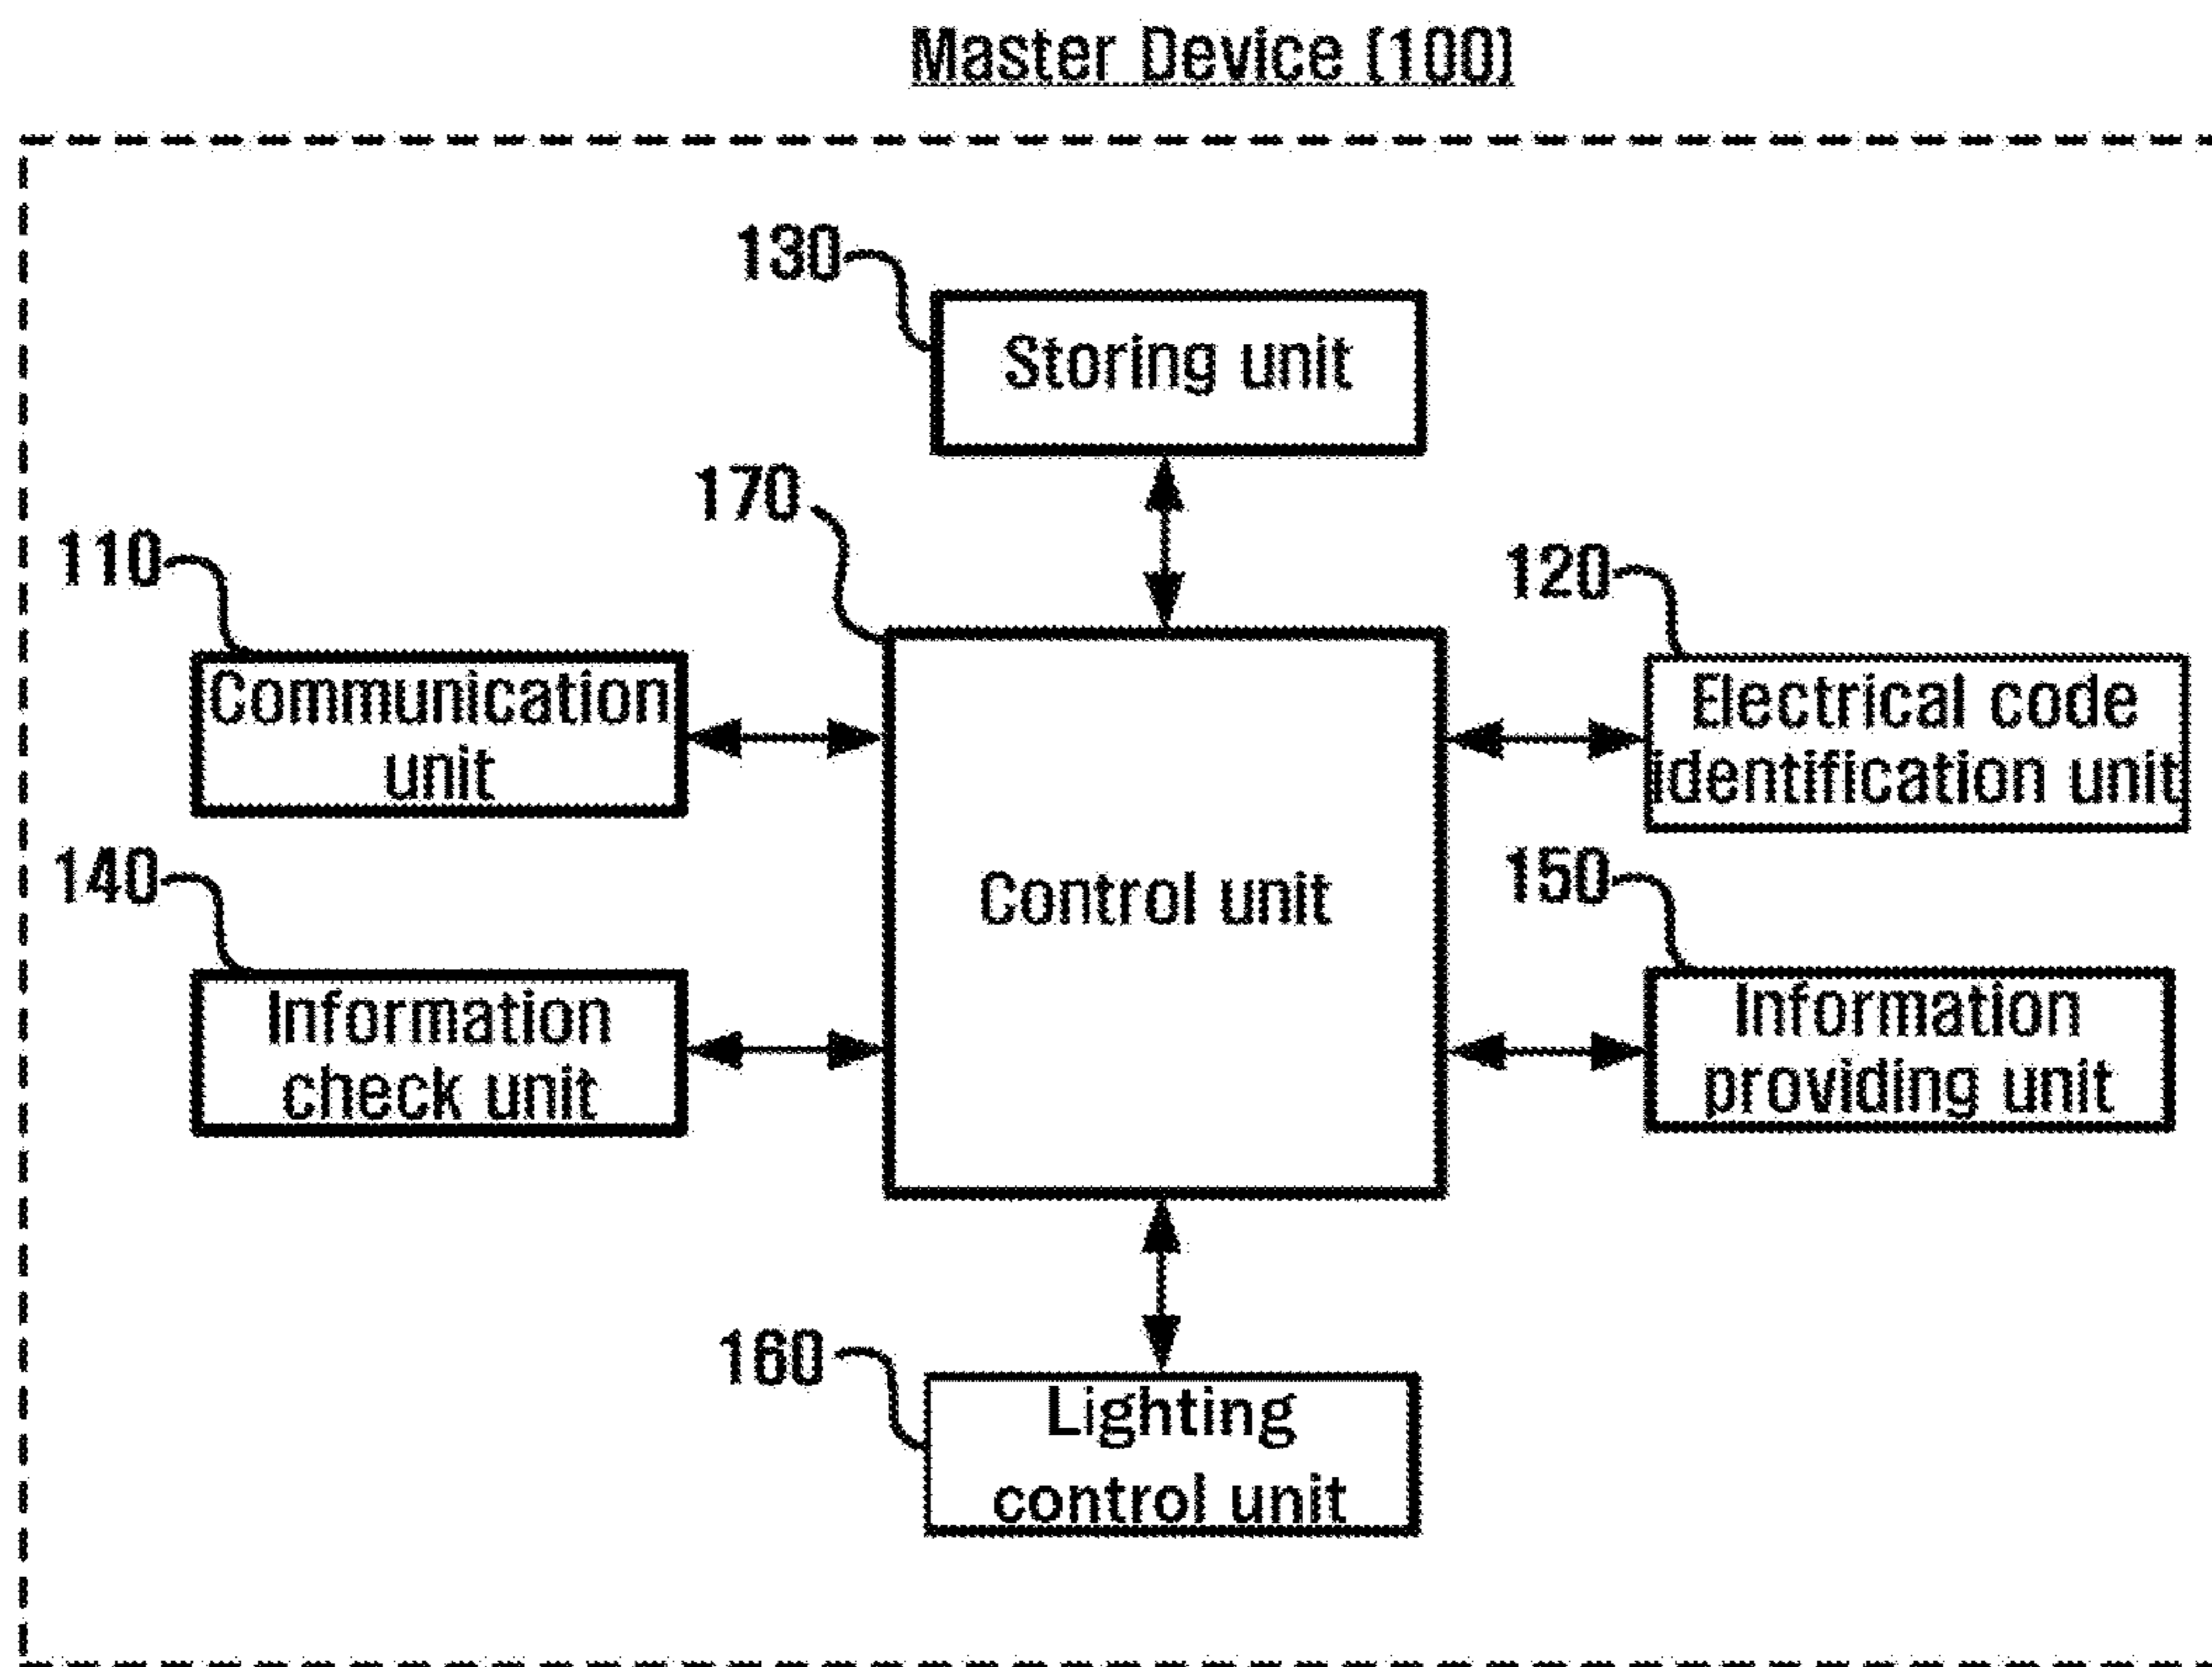 Master Device (100)
130
Storing unit
170
110
Communication
unit
120
Electrical code
identification unit
Control unit
140
Information
check unit
150
Information
providing unit
160
Lighting
control unit